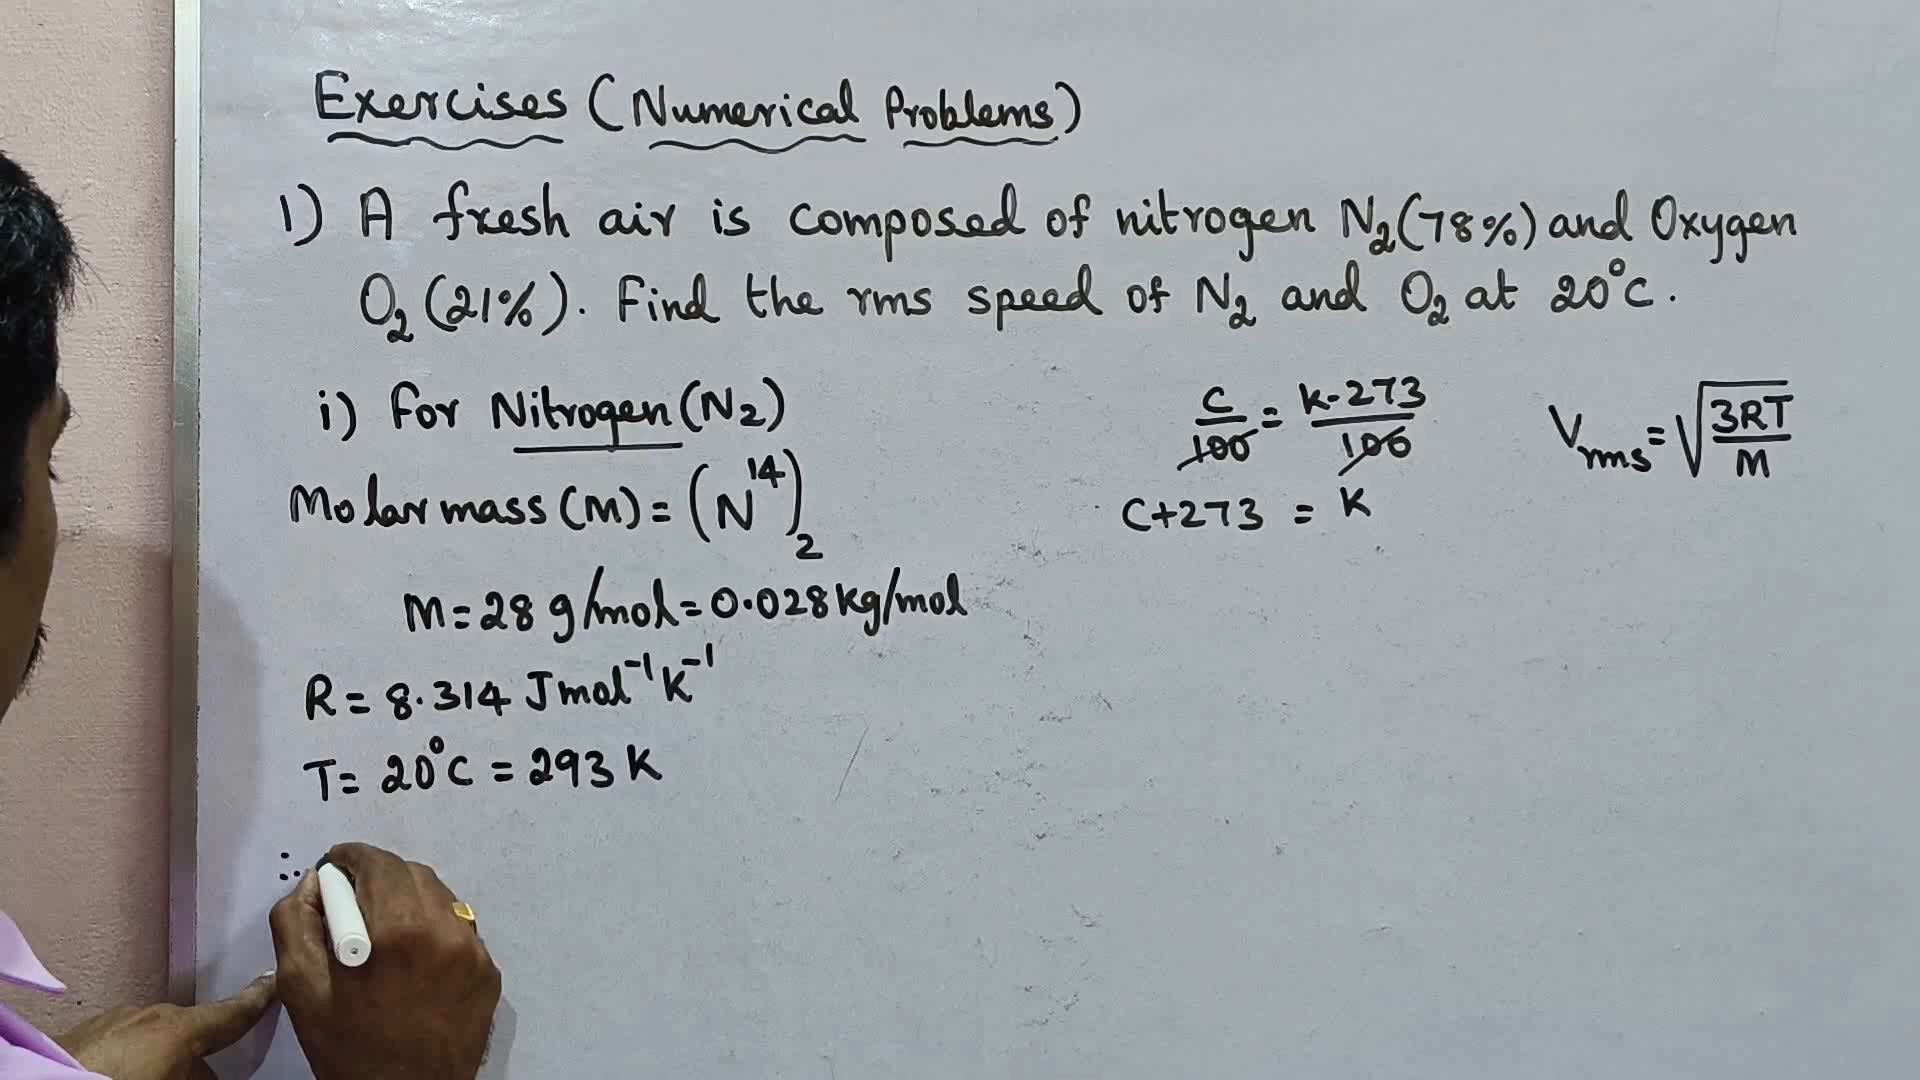 Exercises (Numerical Problems)
1) A fresh air is composed of nitrogen N₂(78%) and Oxygen
O₂ (21%). Find the rms speed of N₂ and O₂ at 20°C.
i) For Nitrogen (N₂)
Molar mass (M) = (N¹⁴)₂
M = 28 g/mol = 0.028 kg/mol
R = 8.314 J mol⁻¹ K⁻¹
T = 20°C = 293 K
∴
C/100 = K-273/100
C+273 = K
Vrms = √3RT/M